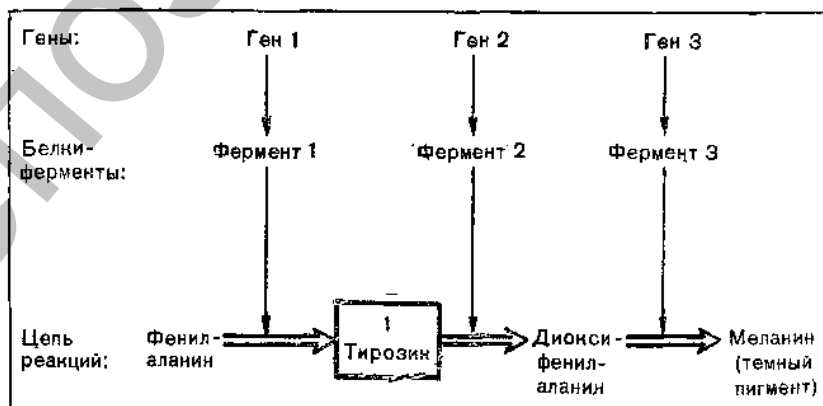 Гены: Ген 1 Ген 2 Ген 3
Белки-
ферменты: Фермент 1 Фермент 2 Фермент 3
1
Цепь Фенил- Тирозин Диокси- Меланин
реакций: аланин фенил- (темный
аланин пигмент)